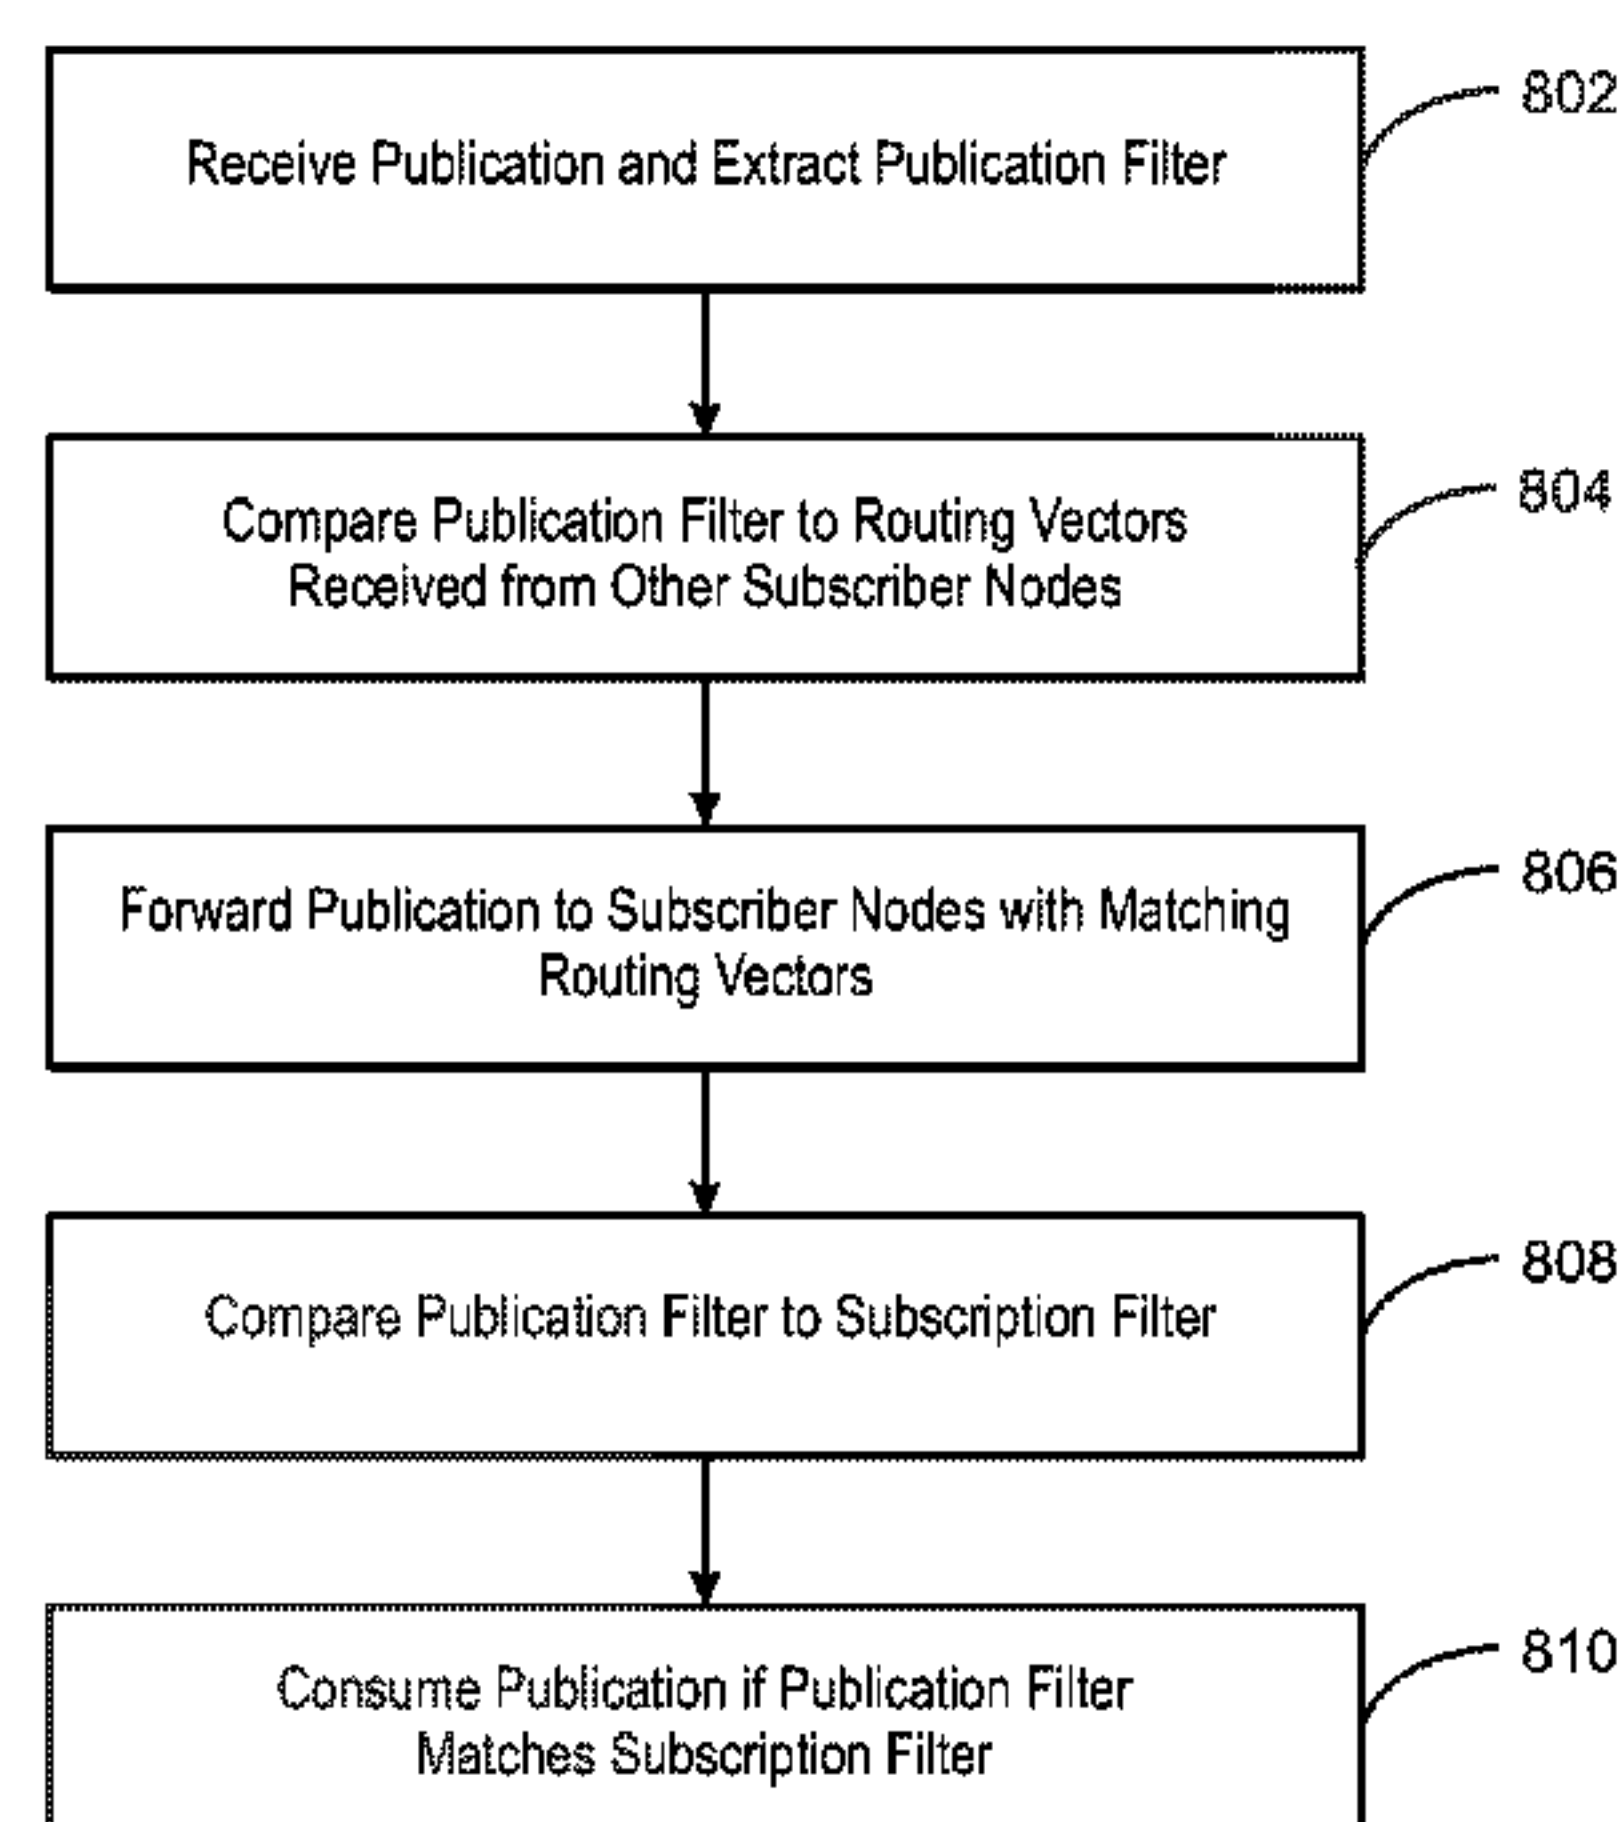 Receive Publication and Extract Publication Filter
802
Compare Publication Filter to Routing Vectors
Received from Other Subscriber Nodes
804
Forward Publication to Subscriber Nodes with Matching
Routing Vectors
806
Compare Publication Filter to Subscription Filter
808
Consume Publication if Publication Filter
Matches Subscription Filter
810